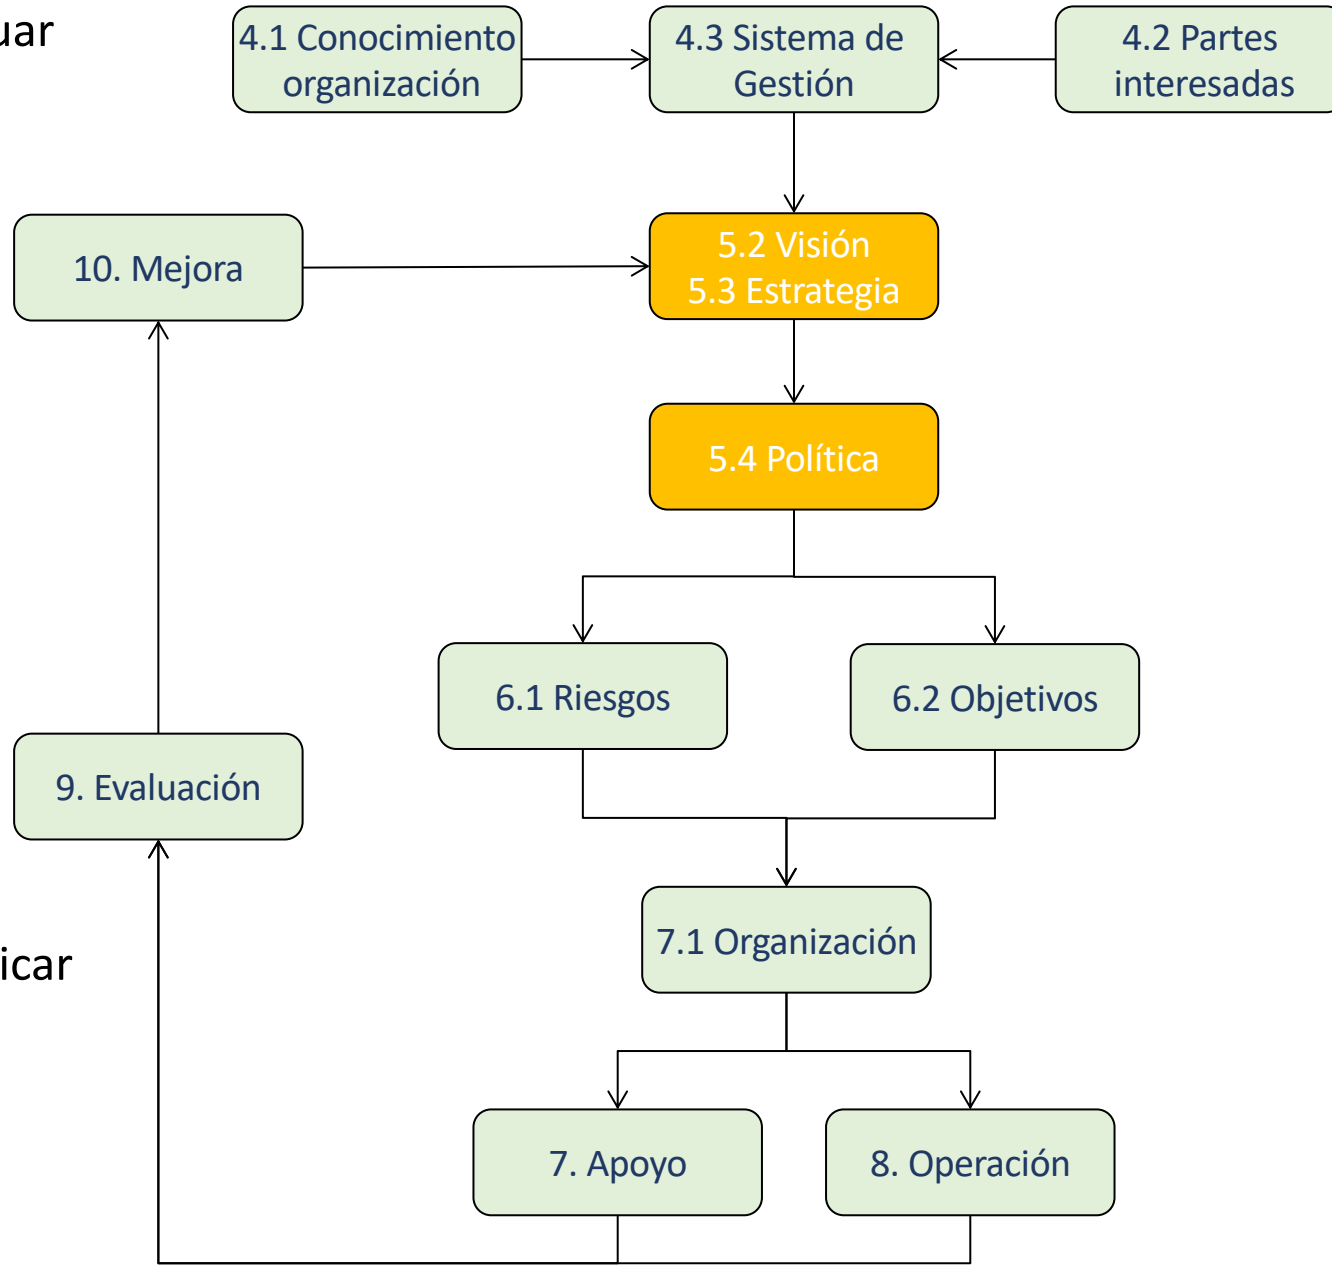 uar
4.1 Conocimiento
organización
4.3 Sistema de
Gestión
4.2 Partes
interesadas
10. Mejora
5.2 Visión
5.3 Estrategia
5.4 Política
6.1 Riesgos
6.2 Objetivos
9. Evaluación
7.1 Organización
icar
7. Apoyo
8. Operación